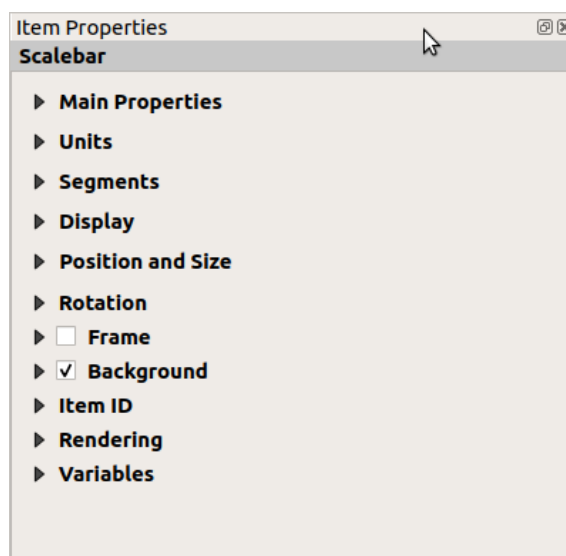 Item Properties
Scalebar
Main Properties
Units
Segments
Display
Position and Size
Rotation
Frame
Background
Item ID
Rendering
Variables